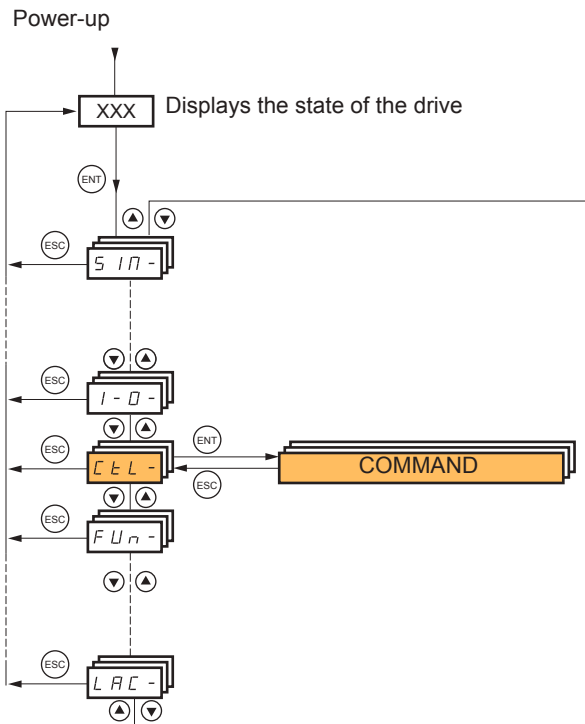 Power-up
XXX Displays the state of the drive
ENT
ESC
SIM-
ESC
I-O-
ESC
CtL-
ENT
COMMAND
ESC
ESC
FUn-
ESC
LAC-